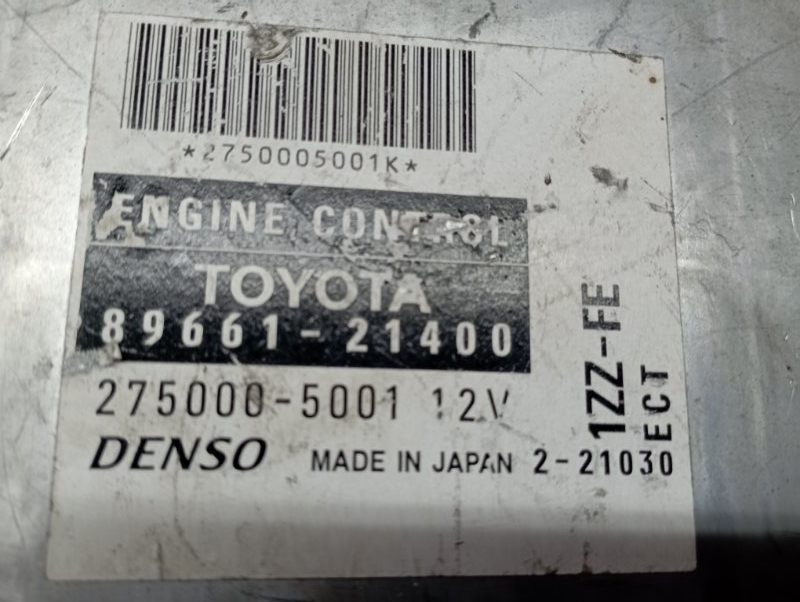 *2750005001K*
ENGINE CONTROL
TOYOTA
89661-21400
275000-5001 12V
DENSO MADE IN JAPAN 2-21030
1ZZ-FE
ECT